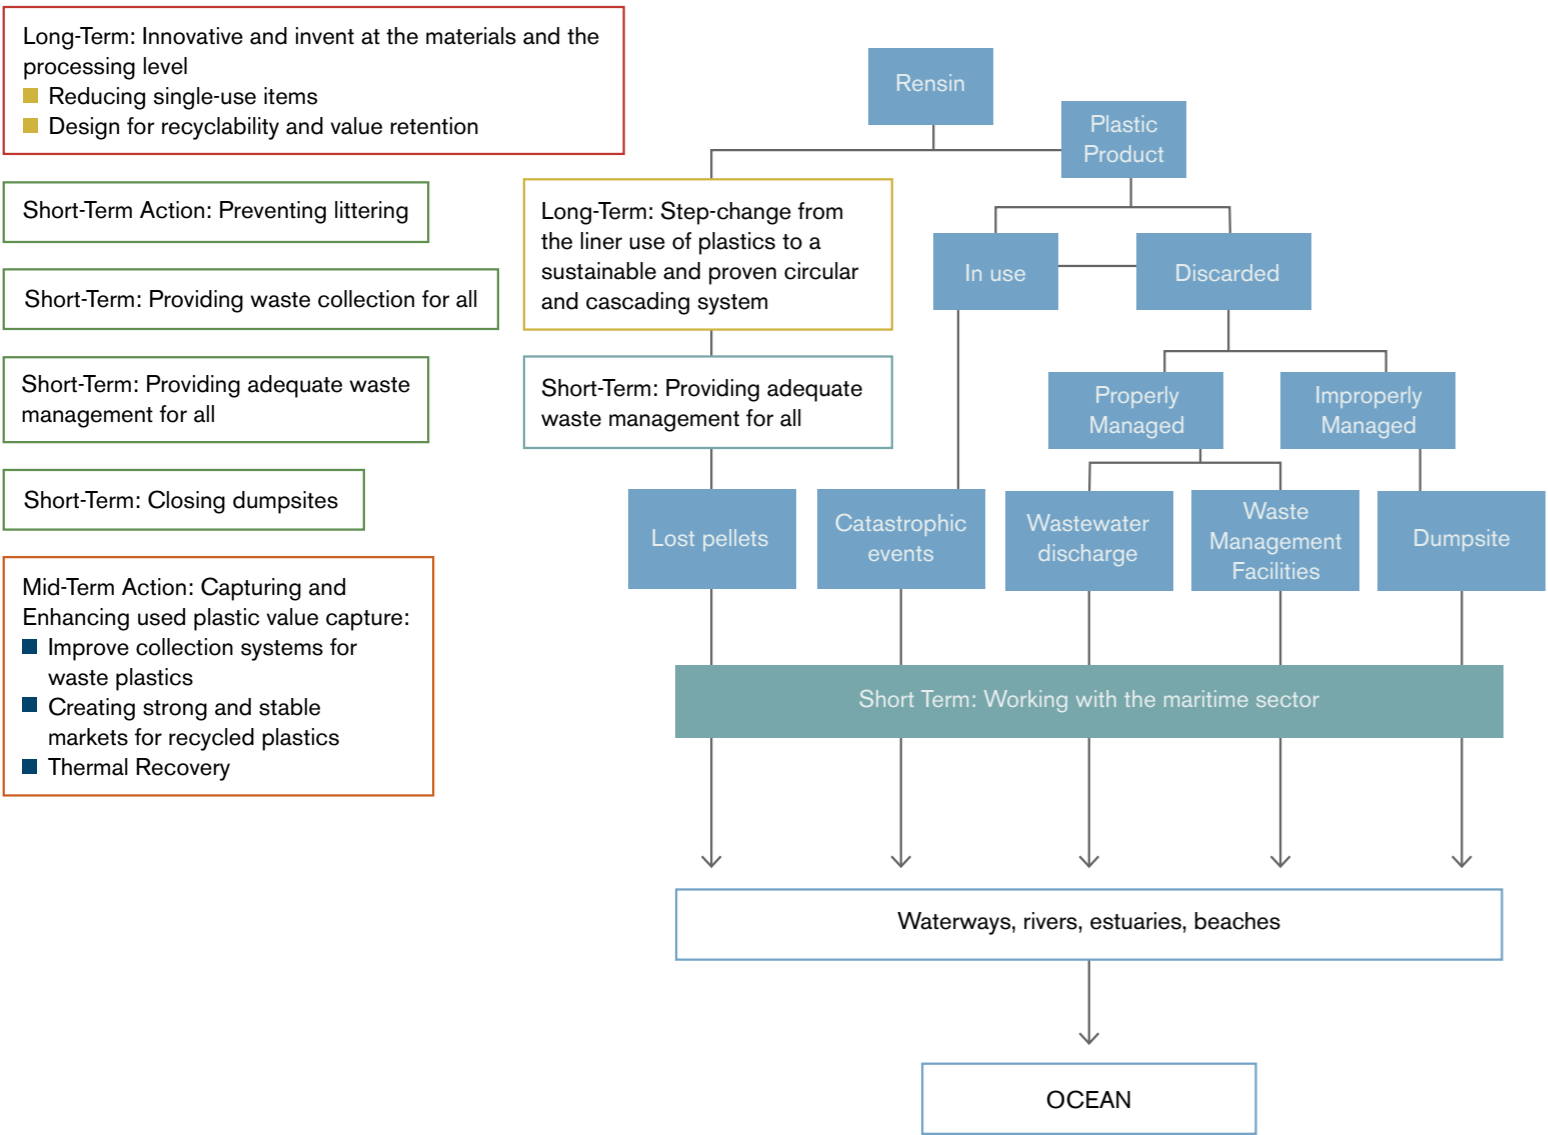 Long-Term: Innovative and invent at the materials and the
processing level
Reducing single-use items
Design for recyclability and value retention
Short-Term Action: Preventing littering
Short-Term: Providing waste collection for all
Short-Term: Providing adequate waste
management for all
Short-Term: Closing dumpsites
Mid-Term Action: Capturing and
Enhancing used plastic value capture:
Improve collection systems for
waste plastics
Creating strong and stable
markets for recycled plastics
Thermal Recovery
Rensin
Plastic
Product
Long-Term: Step-change from
the liner use of plastics to a
sustainable and proven circular
and cascading system
In use
Discarded
Short-Term: Providing adequate
waste management for all
Properly
Managed
Improperly
Managed
Lost pellets
Catastrophic
events
Wastewater
discharge
Waste
Management
Facilities
Dumpsite
Short Term: Working with the maritime sector
Waterways, rivers, estuaries, beaches
OCEAN